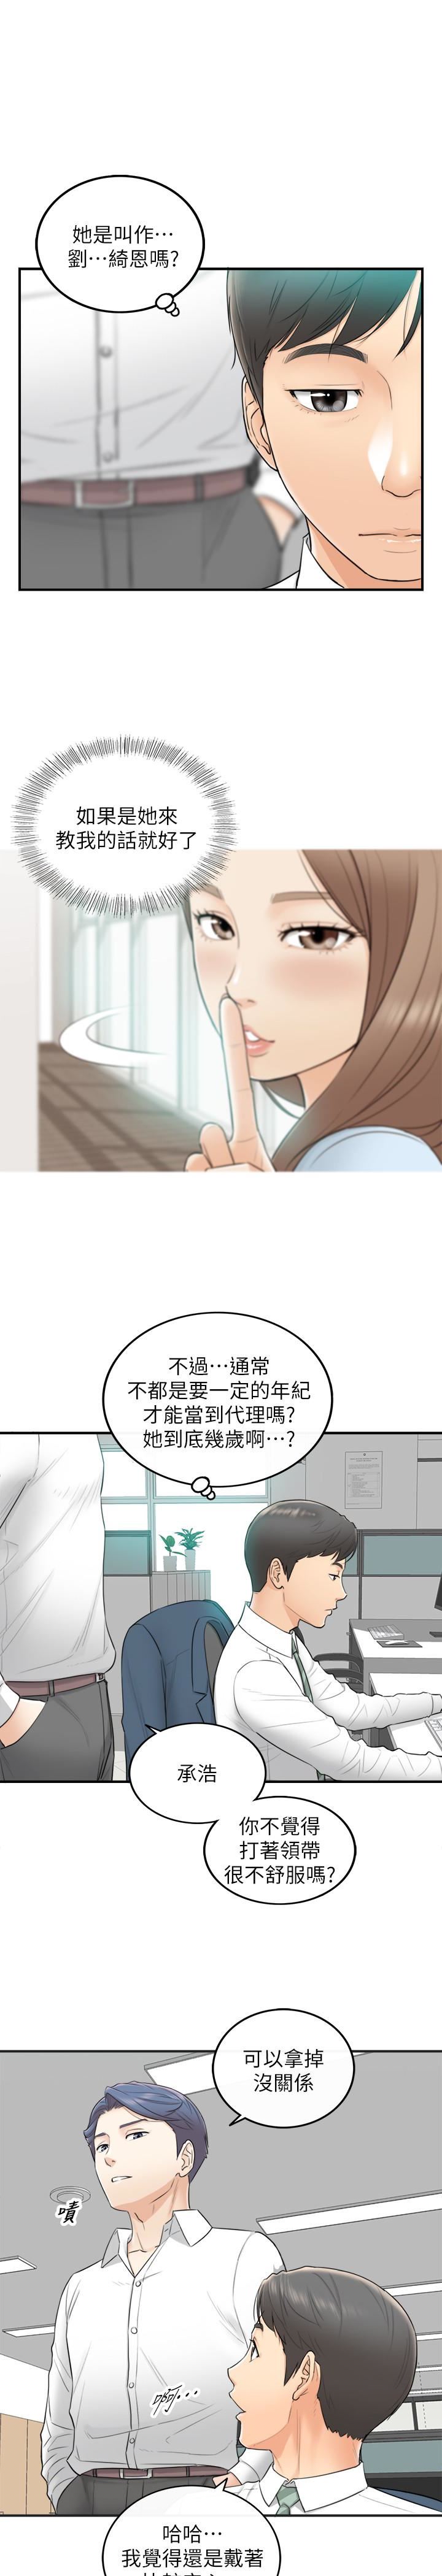 她是叫作⋯
劉⋯綺恩嗎?
如果是她來
教我的話就好了
不過⋯通常
不都是要一定的年紀
才能當到代理嗎?
她到底幾歲啊⋯?
承浩
你不覺得
打著領帶
很不舒服嗎?
可以拿掉
沒關係
嘖
啊⋯
哈哈⋯
我覺得還是戴著